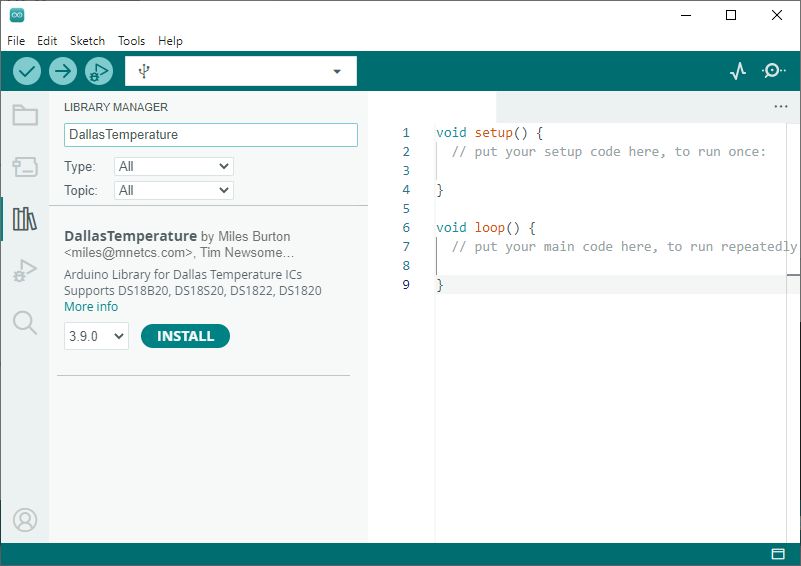 File Edit Sketch Tools Help
LIBRARY MANAGER
DallasTemperature
Type: All
Topic: All
DallasTemperature by Miles Burton
<miles@mnetcs.com>, Tim Newsome…
Arduino Library for Dallas Temperature ICs
Supports DS18B20, DS18S20, DS1822, DS1820
More info
3.9.0 INSTALL
1 void setup() {
2 // put your setup code here, to run once:
3
4 }
5
6 void loop() {
7 // put your main code here, to run repeatedly
8
9 }